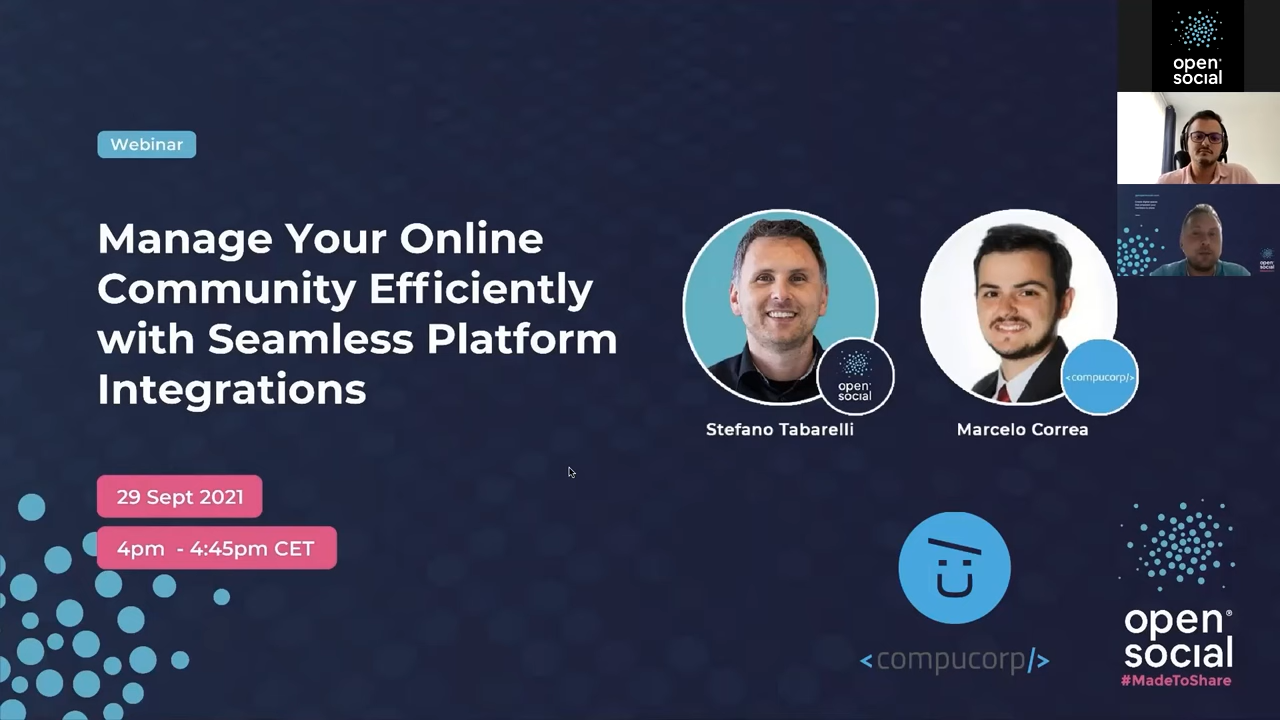 Webinar
Manage Your Online
Community Efficiently
with Seamless Platform
Integrations
29 Sept 2021
4pm - 4:45pm CET
open
social
<compucorp/>
Stefano Tabarelli
Marcelo Correa
<compucorp/>
open®
social
#MadeToShare
open
social